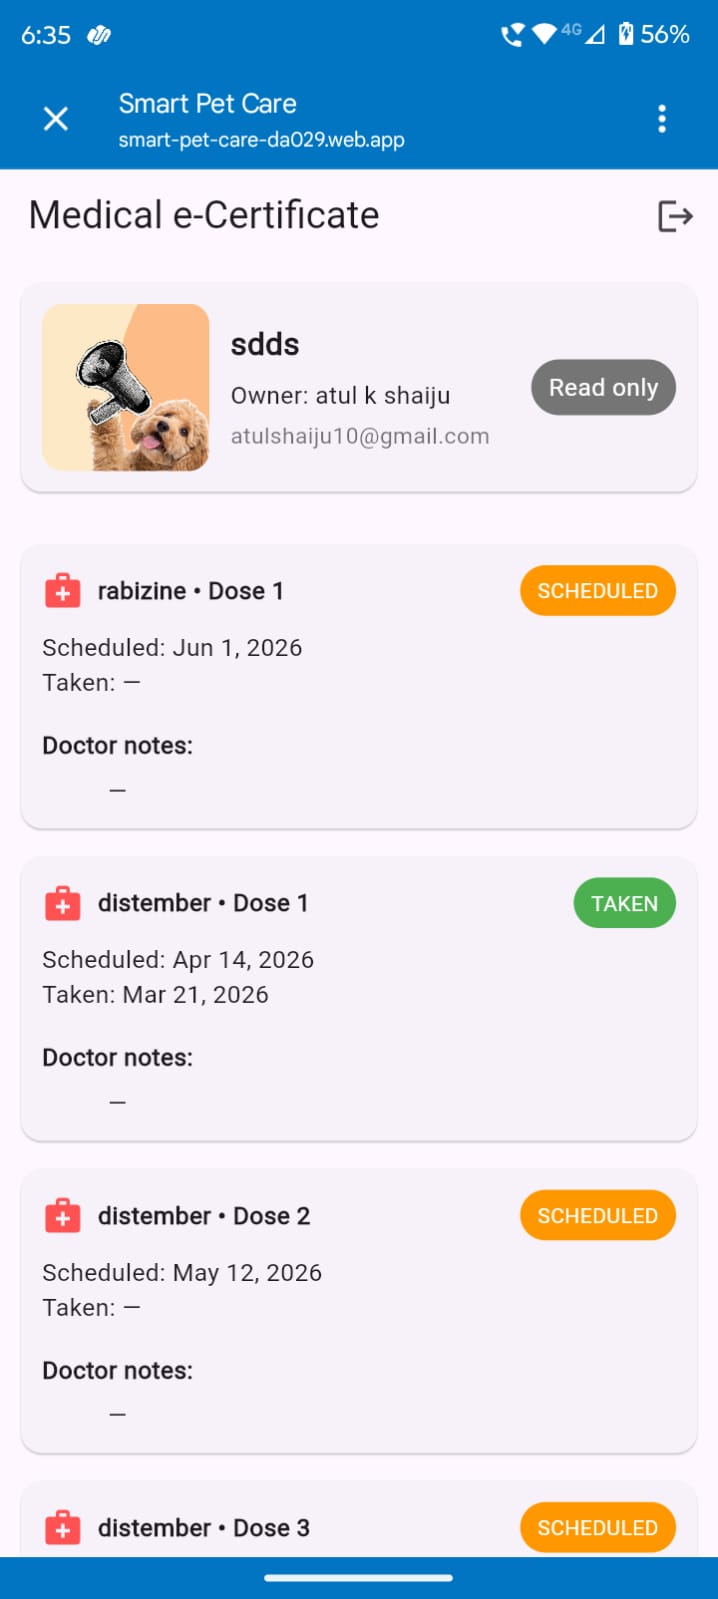 6:35
4G
56%
Smart Pet Care
smart-pet-care-da029.web.app
Medical e-Certificate
sdds
Owner: atul k shaiju
atulshaiju10@gmail.com
Read only
rabizine • Dose 1
SCHEDULED
Scheduled: Jun 1, 2026
Taken: —
Doctor notes:
—
distember • Dose 1
TAKEN
Scheduled: Apr 14, 2026
Taken: Mar 21, 2026
Doctor notes:
—
distember • Dose 2
SCHEDULED
Scheduled: May 12, 2026
Taken: —
Doctor notes:
—
distember • Dose 3
SCHEDULED